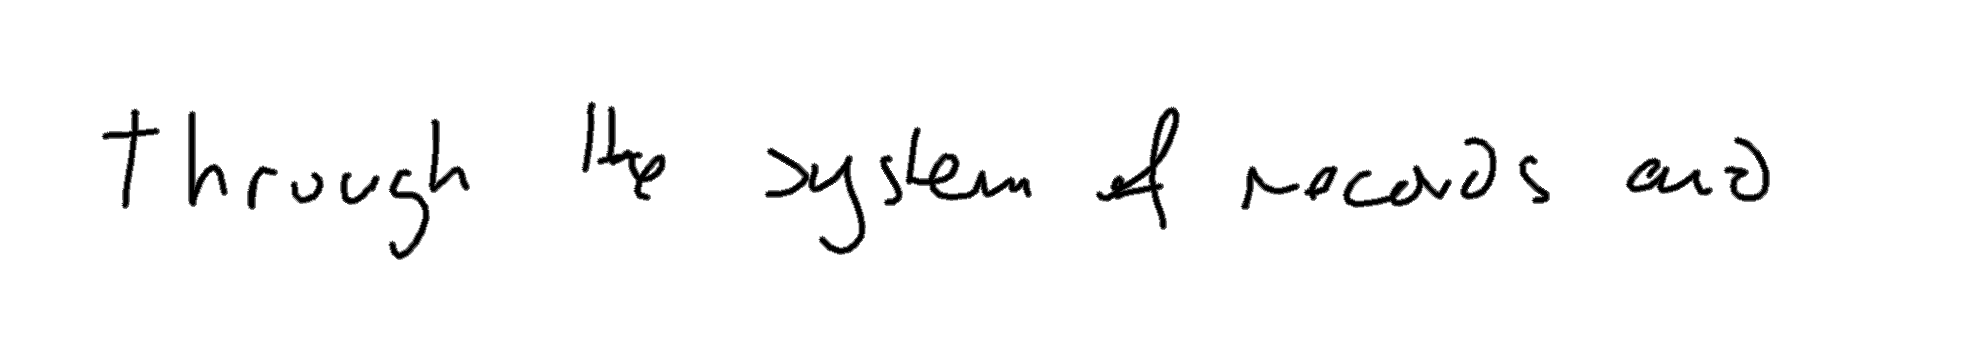 through the system of records and